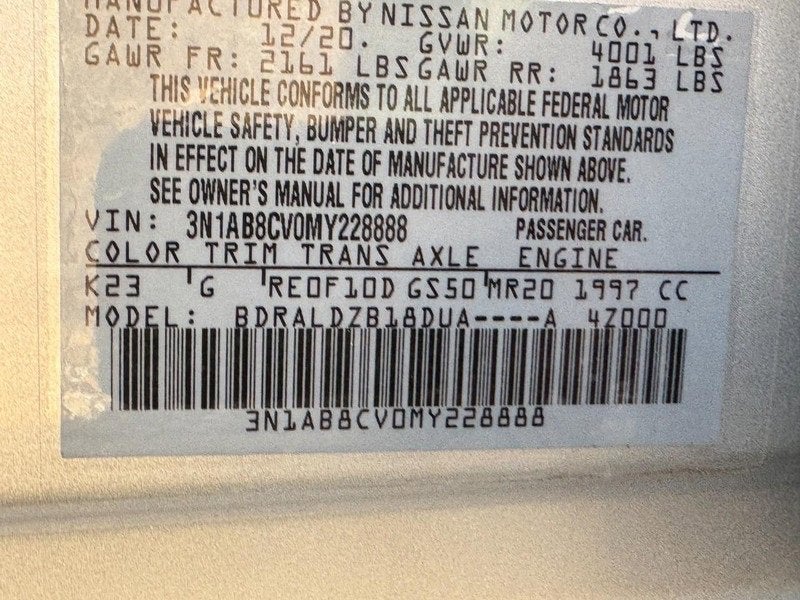 MANUFACTURED BY NISSAN MOTOR CO., LTD.
DATE: 12/20. GVWR: 4001 LBS
GAWR FR: 2161 LBS GAWR RR: 1863 LBS
THIS VEHICLE CONFORMS TO ALL APPLICABLE FEDERAL MOTOR
VEHICLE SAFETY, BUMPER AND THEFT PREVENTION STANDARDS
IN EFFECT ON THE DATE OF MANUFACTURE SHOWN ABOVE.
SEE OWNER'S MANUAL FOR ADDITIONAL INFORMATION.
VIN: 3N1AB8CV0MY228888 PASSENGER CAR.
COLOR TRIM TRANS AXLE ENGINE
K23 G RE0F10D GS50 MR20 1997 CC
MODEL: BDRALDZB18DUA----A 4Z000
3N1AB8CV0MY228888